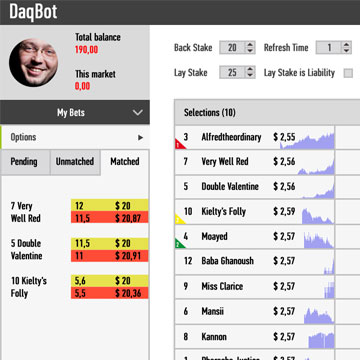 DaqBot
Total balance
190,00
This market
0,00
Back Stake 20 Refresh Time 1
Lay Stake 25 Lay Stake is Liability
My Bets
Options
Pending Unmatched Matched
7 Very Well Red
12 $ 20
11,5 $ 20,87
5 Double Valentine
11,5 $ 20
11 $ 20,91
10 Kielty's Folly
5,6 $ 20
5,5 $ 20,36
Selections (10)
3 Alfredtheordinary $ 2,55
1
7 Very Well Red $ 2,56
5 Double Valentine $ 2,56
10 Kielty's Folly $ 2,59
4 Moayed $ 2,57
2
12 Baba Ghanoush $ 2,57
9 Miss Clarice $ 2,57
6 Mansii $ 2,57
8 Kannon $ 2,57